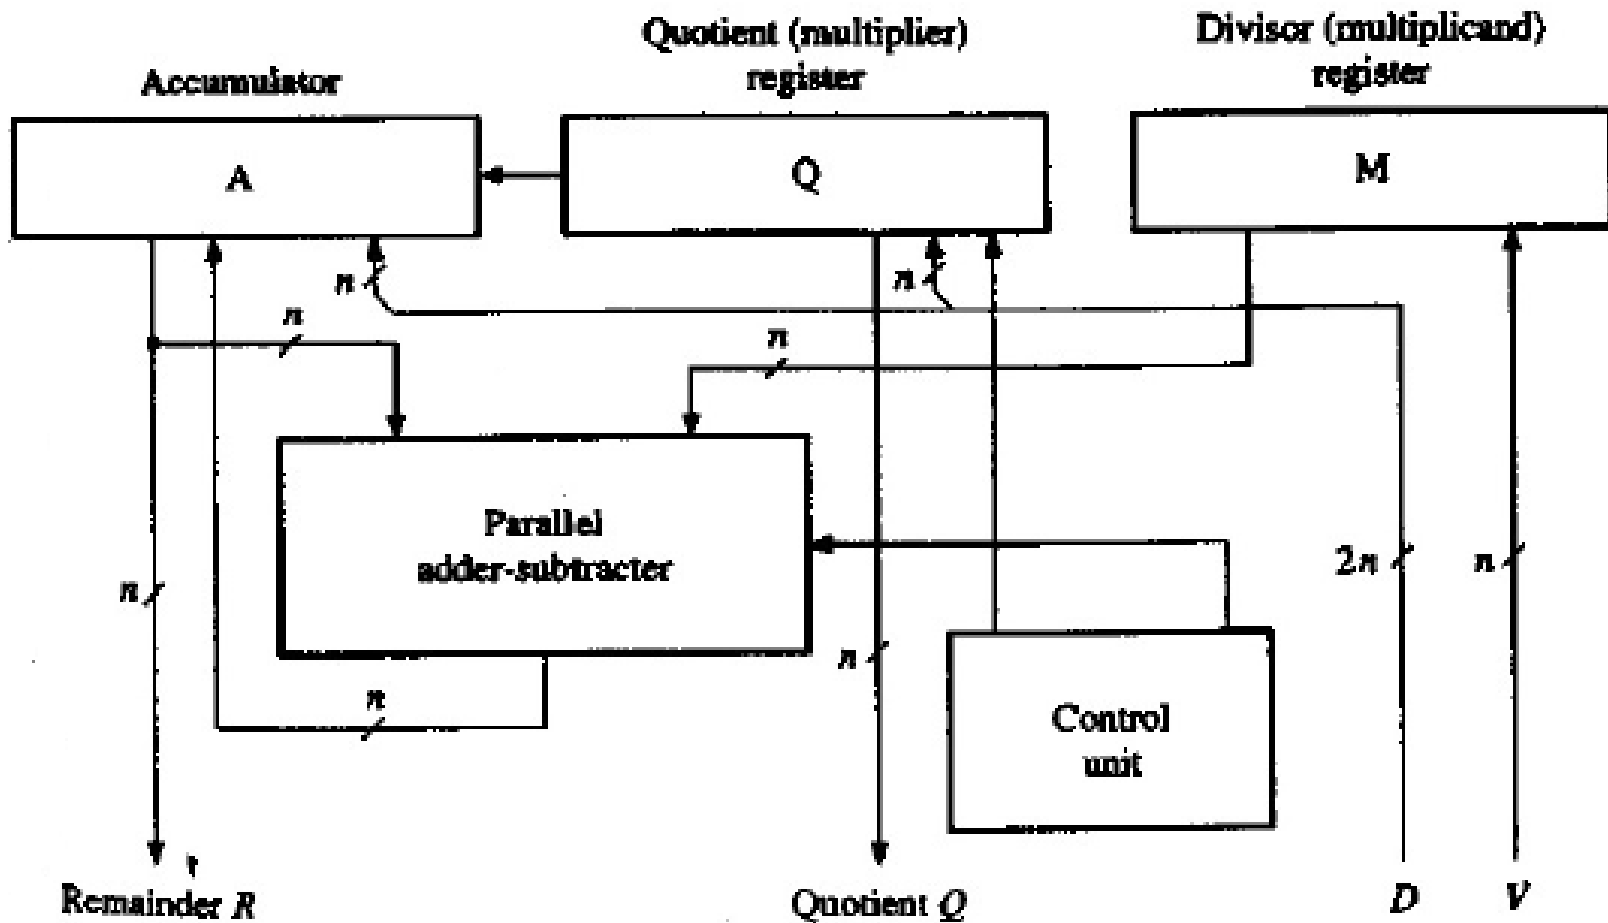 Quotient (multiplier)
register
Divisor (multiplicand)
register
Accumulator
A
Q
M
n
n
n
n
Parallel
adder-subtracter
n
n
n
2n
n
Control
unit
Remainder R
Quotient Q
D
V